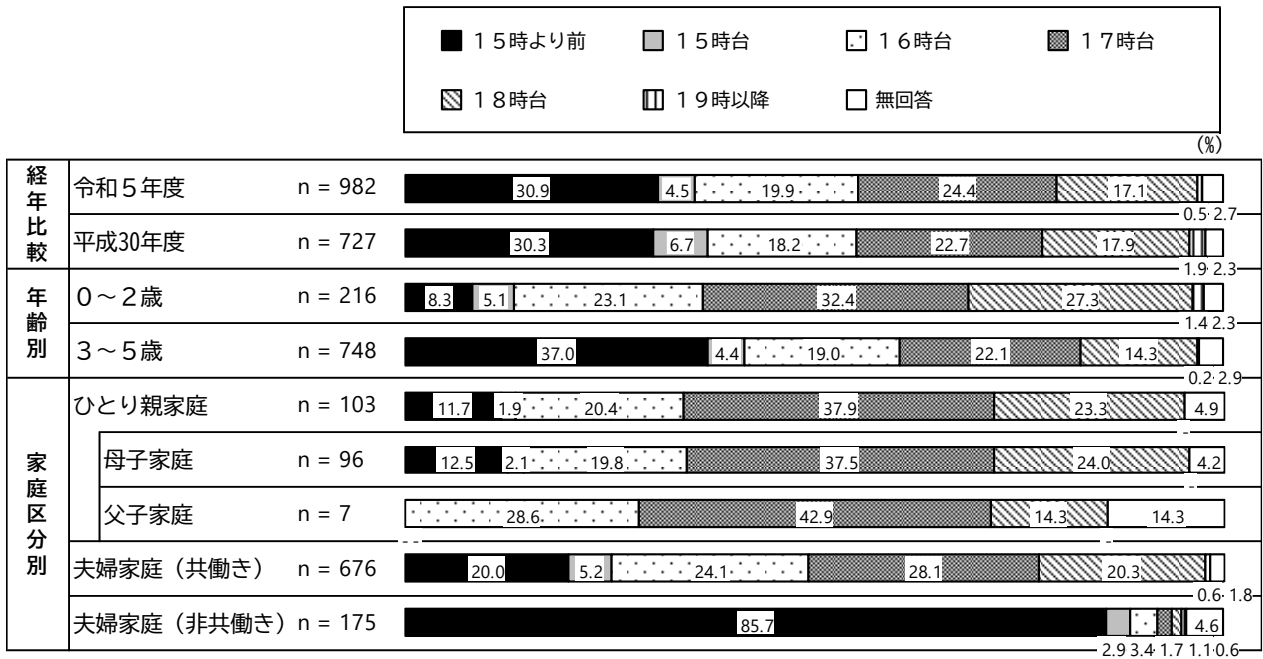 １５時より前 １５時台 １６時台 １７時台
１８時台 １９時以降 無回答
(%)
経年比較
令和５年度 n = 982 30.9 4.5 19.9 24.4 17.1
0.5 2.7
平成30年度 n = 727 30.3 6.7 18.2 22.7 17.9
1.9 2.3
年齢別
０～２歳 n = 216 8.3 5.1 23.1 32.4 27.3
1.4 2.3
３～５歳 n = 748 37.0 4.4 19.0 22.1 14.3
0.2 2.9
家庭区分別
ひとり親家庭 n = 103 11.7 1.9 20.4 37.9 23.3 4.9
-
母子家庭 n = 96 12.5 2.1 19.8 37.5 24.0 4.2
-
父子家庭 n = 7 28.6 42.9 14.3 14.3
- - -
夫婦家庭（共働き） n = 676 20.0 5.2 24.1 28.1 20.3
0.6 1.8
夫婦家庭（非共働き） n = 175 85.7 4.6
2.9 3.4 1.7 1.1 0.6